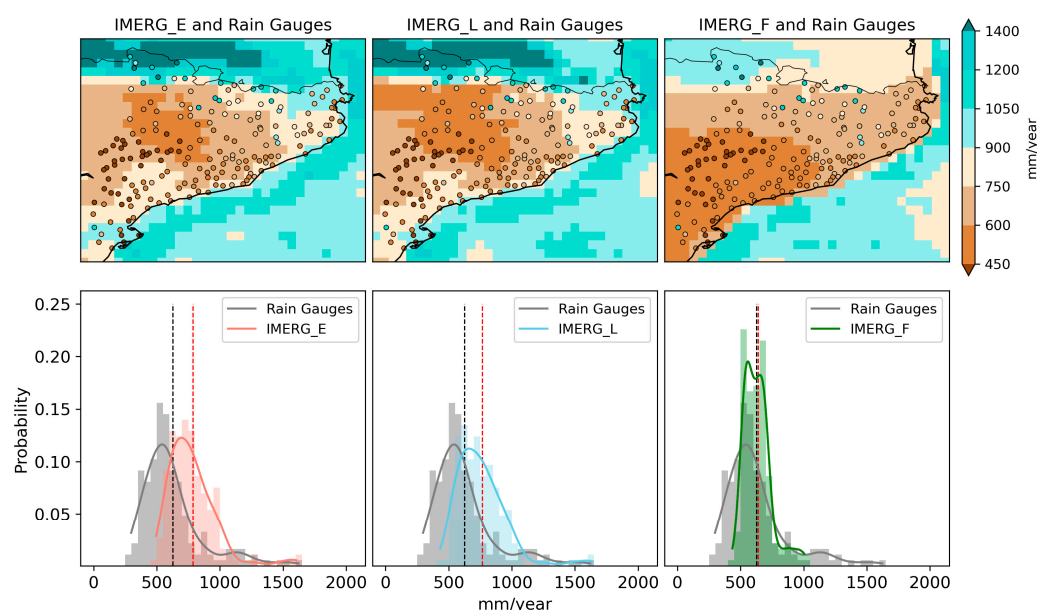 IMERG_E and Rain Gauges
IMERG_L and Rain Gauges
IMERG_F and Rain Gauges
1400
1200
1050
900
750
600
450
mm/year
0.25
0.20
0.15
0.10
0.05
Probability
Rain Gauges
IMERG_E
Rain Gauges
IMERG_L
Rain Gauges
IMERG_F
0 500 1000 1500 2000
0 500 1000 1500 2000
0 500 1000 1500 2000
mm/year